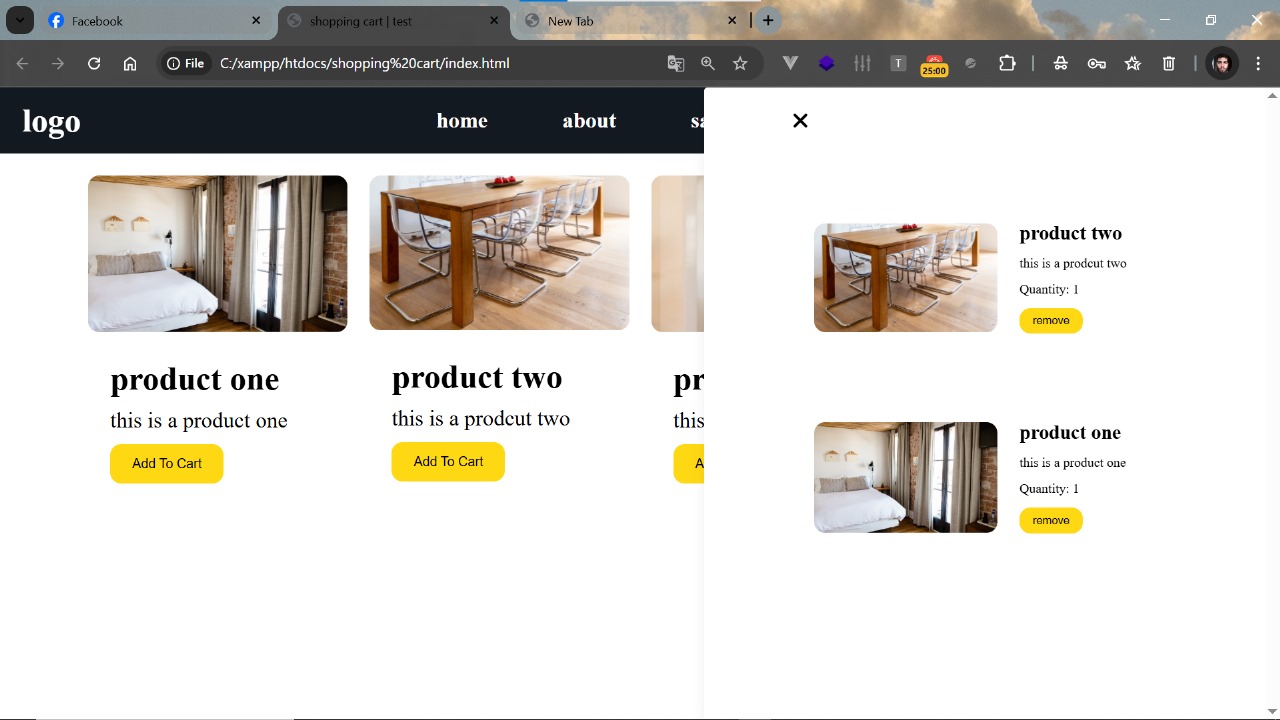 Facebook
shopping cart | test
New Tab
File
C:/xampp/htdocs/shopping%20cart/index.html
T
25:00
logo
home
about
sa
product one
this is a product one
Add To Cart
product two
this is a prodcut two
Add To Cart
pr
this
A
product two
this is a prodcut two
Quantity: 1
remove
product one
this is a product one
Quantity: 1
remove